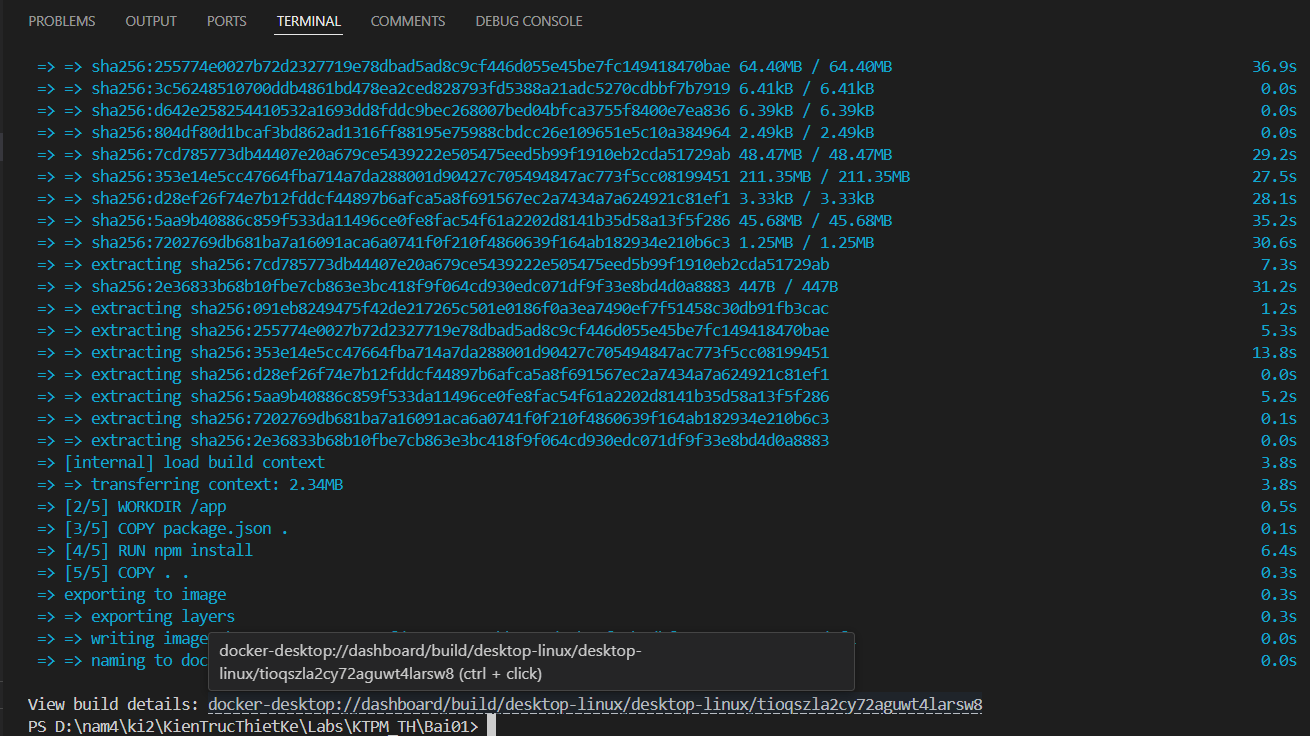 PROBLEMS OUTPUT PORTS TERMINAL COMMENTS DEBUG CONSOLE
=> => sha256:255774e0027b72d2327719e78dbad5ad8c9cf446d055e45be7fc149418470bae 64.40MB / 64.40MB 36.9s
=> => sha256:3c56248510700ddb4861bd478ea2ced828793fd5388a21adc5270cdbbf7b7919 6.41kB / 6.41kB 0.0s
=> => sha256:d642e258254410532a1693dd8fddc9bec268007bed04bfca3755f8400e7ea836 6.39kB / 6.39kB 0.0s
=> => sha256:804df80d1bcaf3bd862ad1316ff88195e75988cbdcc26e109651e5c10a384964 2.49kB / 2.49kB 0.0s
=> => sha256:7cd785773db44407e20a679ce5439222e505475eed5b99f1910eb2cda51729ab 48.47MB / 48.47MB 29.2s
=> => sha256:353e14e5cc47664fba714a7da288001d90427c705494847ac773f5cc08199451 211.35MB / 211.35MB 27.5s
=> => sha256:d28ef26f74e7b12fddcf44897b6afca5a8f691567ec2a7434a7a624921c81ef1 3.33kB / 3.33kB 28.1s
=> => sha256:5aa9b40886c859f533da11496ce0fe8fac54f61a2202d8141b35d58a13f5f286 45.68MB / 45.68MB 35.2s
=> => sha256:7202769db681ba7a16091aca6a0741f0f210f4860639f164ab182934e210b6c3 1.25MB / 1.25MB 30.6s
=> => extracting sha256:7cd785773db44407e20a679ce5439222e505475eed5b99f1910eb2cda51729ab 7.3s
=> => sha256:2e36833b68b10fbe7cb863e3bc418f9f064cd930edc071df9f33e8bd4d0a8883 447B / 447B 31.2s
=> => extracting sha256:091eb8249475f42de217265c501e0186f0a3ea7490ef7f51458c30db91fb3cac 1.2s
=> => extracting sha256:255774e0027b72d2327719e78dbad5ad8c9cf446d055e45be7fc149418470bae 5.3s
=> => extracting sha256:353e14e5cc47664fba714a7da288001d90427c705494847ac773f5cc08199451 13.8s
=> => extracting sha256:d28ef26f74e7b12fddcf44897b6afca5a8f691567ec2a7434a7a624921c81ef1 0.0s
=> => extracting sha256:5aa9b40886c859f533da11496ce0fe8fac54f61a2202d8141b35d58a13f5f286 5.2s
=> => extracting sha256:7202769db681ba7a16091aca6a0741f0f210f4860639f164ab182934e210b6c3 0.1s
=> => extracting sha256:2e36833b68b10fbe7cb863e3bc418f9f064cd930edc071df9f33e8bd4d0a8883 0.0s
=> [internal] load build context 3.8s
=> => transferring context: 2.34MB 3.8s
=> [2/5] WORKDIR /app 0.5s
=> [3/5] COPY package.json . 0.1s
=> [4/5] RUN npm install 6.4s
=> [5/5] COPY . . 0.3s
=> exporting to image 0.3s
=> => exporting layers 0.3s
=> => writing image 0.0s
=> => naming to doc 0.0s
docker-desktop://dashboard/build/desktop-linux/desktop-
linux/tioqszla2cy72aguwt4larsw8 (ctrl + click)
View build details: docker-desktop://dashboard/build/desktop-linux/desktop-linux/tioqszla2cy72aguwt4larsw8
PS D:\nam4\ki2\KienTrucThietKe\Labs\KTPM_TH\Bai01>